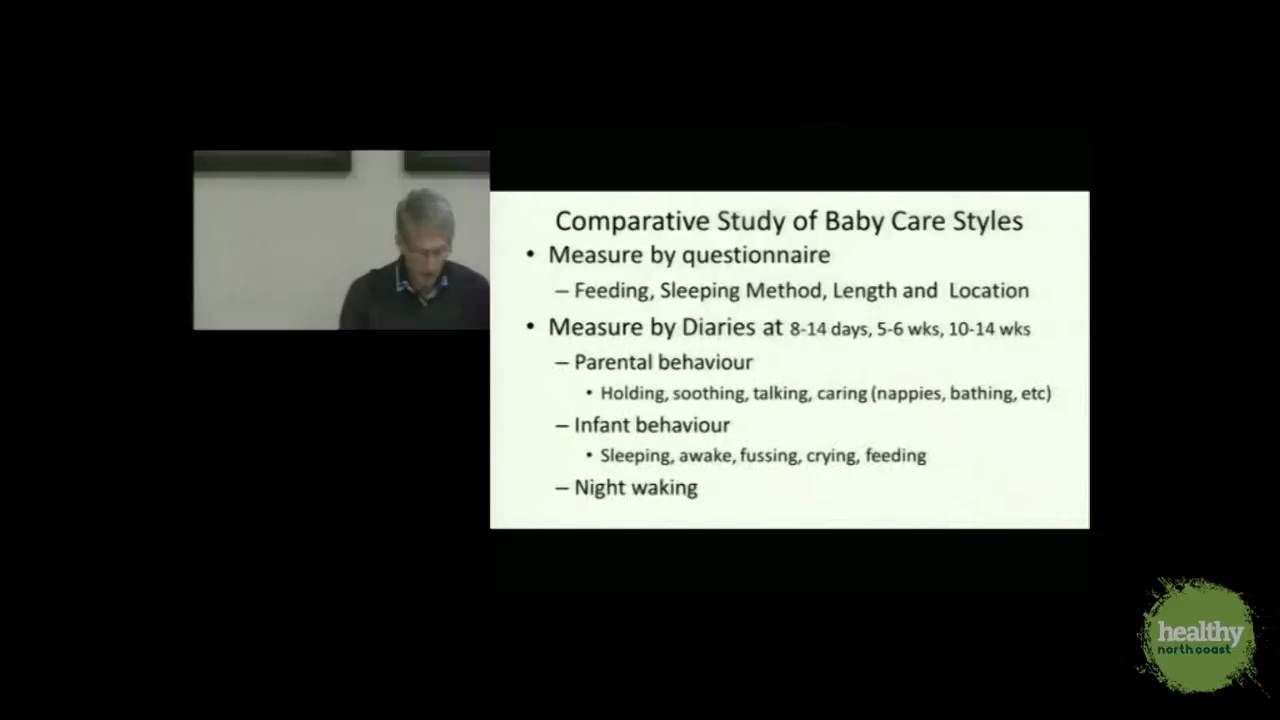 Comparative Study of Baby Care Styles
• Measure by questionnaire
– Feeding, Sleeping Method, Length and Location
• Measure by Diaries at 8-14 days, 5-6 wks, 10-14 wks
– Parental behaviour
• Holding, soothing, talking, caring (nappies, bathing, etc)
– Infant behaviour
• Sleeping, awake, fussing, crying, feeding
– Night waking
healthy
north coast